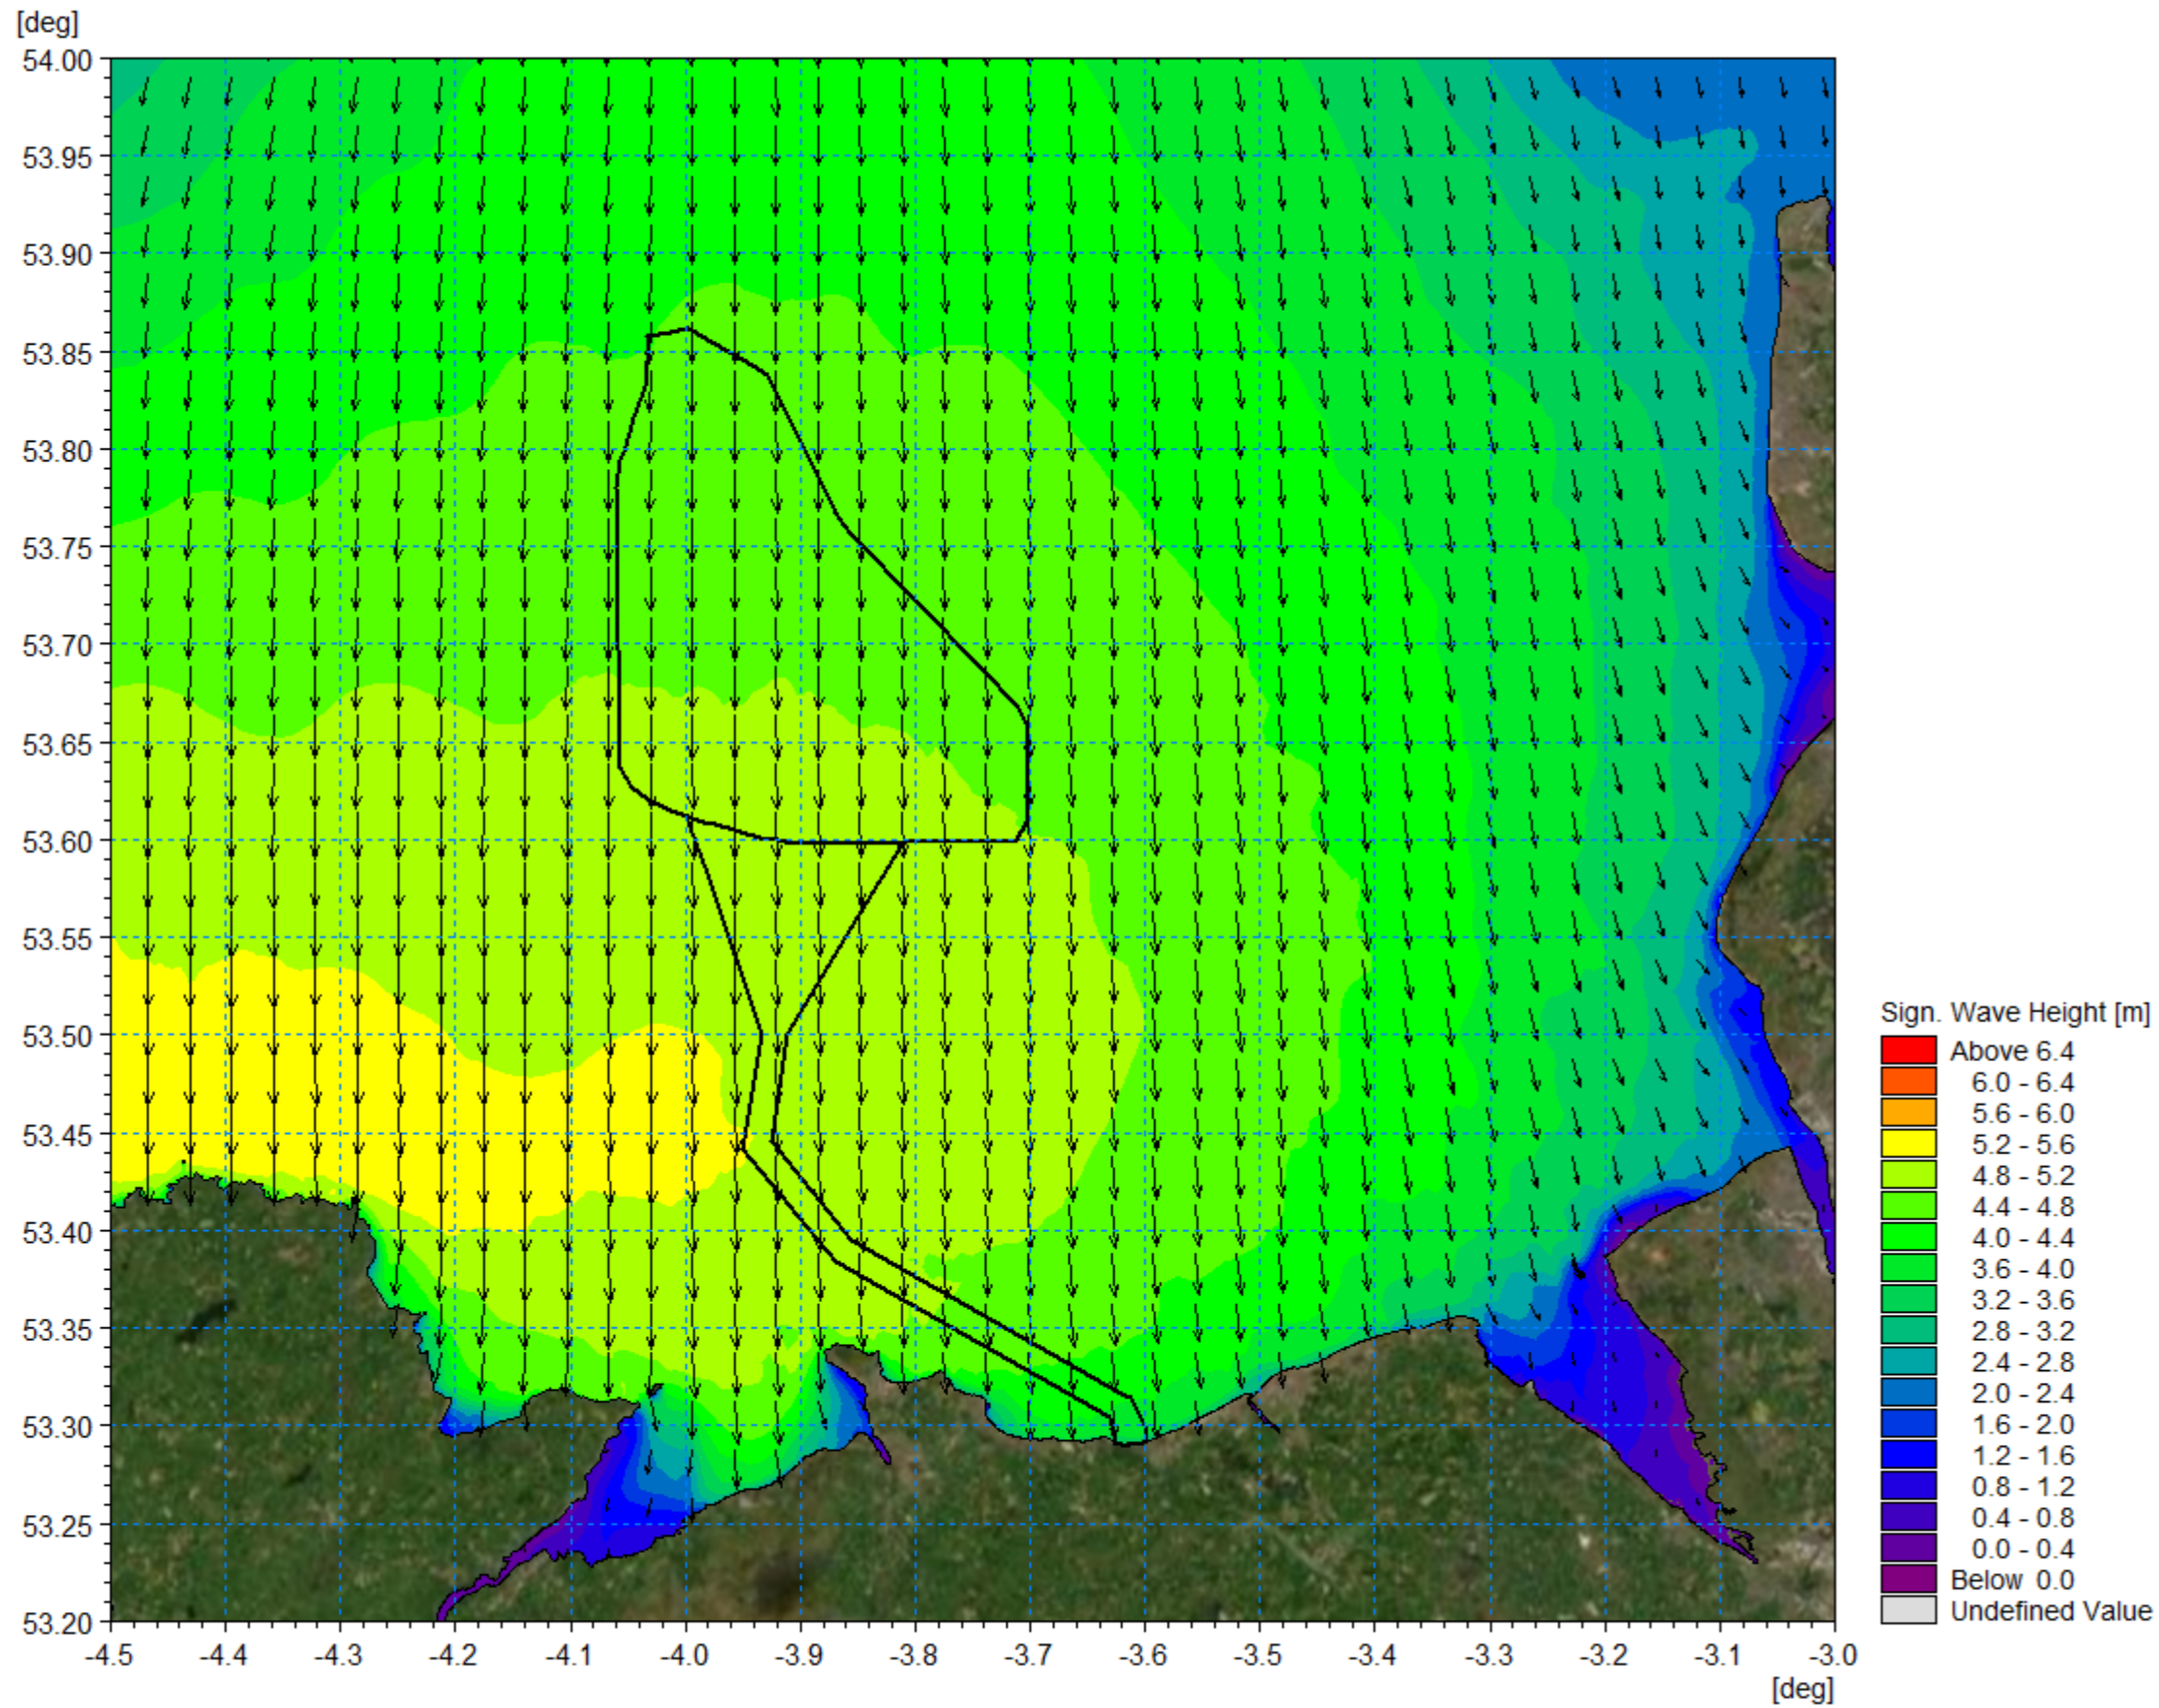 [deg]
54.00
53.95
53.90
53.85
53.80
53.75
53.70
53.65
53.60
53.55
53.50
53.45
53.40
53.35
53.30
53.25
53.20
-4.5 -4.4 -4.3 -4.2 -4.1 -4.0 -3.9 -3.8 -3.7 -3.6 -3.5 -3.4 -3.3 -3.2 -3.1 -3.0
[deg]
Sign. Wave Height [m]
Above 6.4
6.0 - 6.4
5.6 - 6.0
5.2 - 5.6
4.8 - 5.2
4.4 - 4.8
4.0 - 4.4
3.6 - 4.0
3.2 - 3.6
2.8 - 3.2
2.4 - 2.8
2.0 - 2.4
1.6 - 2.0
1.2 - 1.6
0.8 - 1.2
0.4 - 0.8
0.0 - 0.4
Below 0.0
Undefined Value